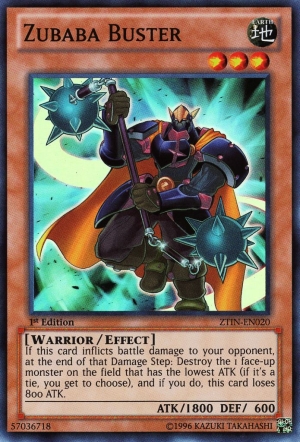 Zubaba Buster
EARTH
地
1st Edition
ZTIN-EN020
[WARRIOR / EFFECT]
If this card inflicts battle damage to your opponent,
at the end of that Damage Step: Destroy the 1 face-up
monster on the field that has the lowest ATK (if it's a
tie, you get to choose), and if you do, this card loses
800 ATK.
ATK/1800 DEF/ 600
57036718
©1996 KAZUKI TAKAHASHI